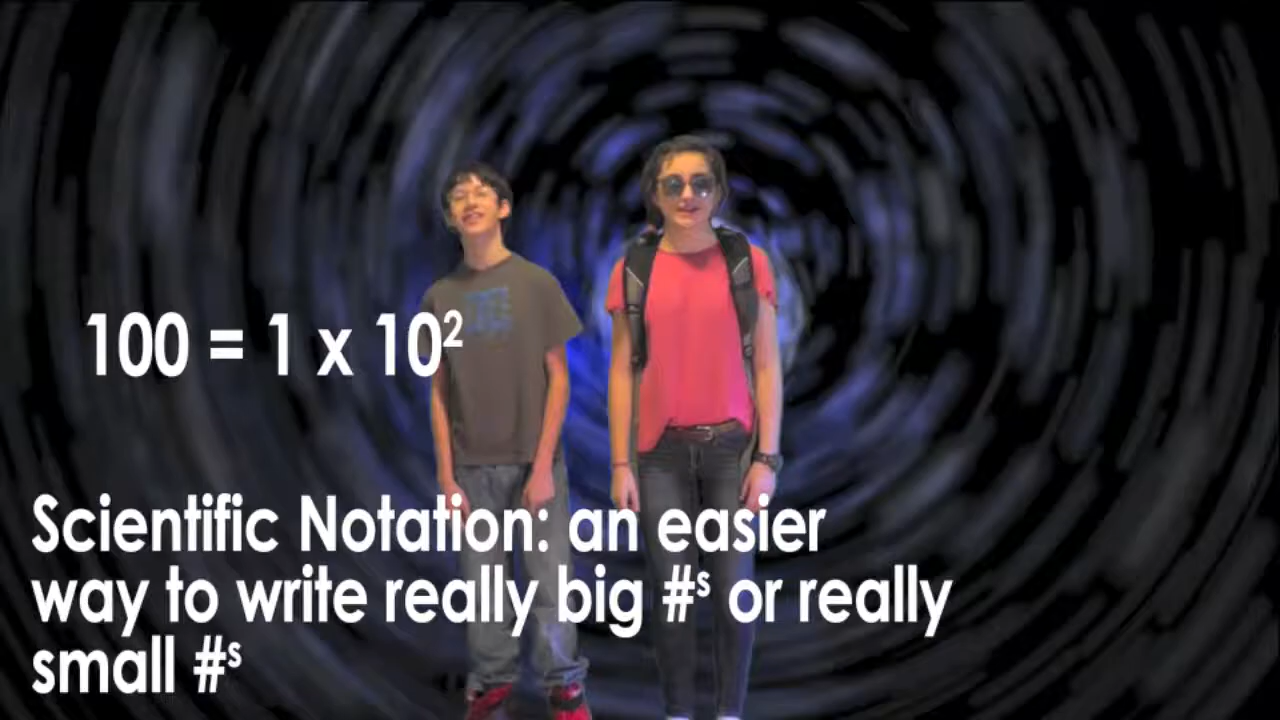 100 = 1 x 10²
Scientific Notation: an easier
way to write really big #ˢ or really
small #ˢ